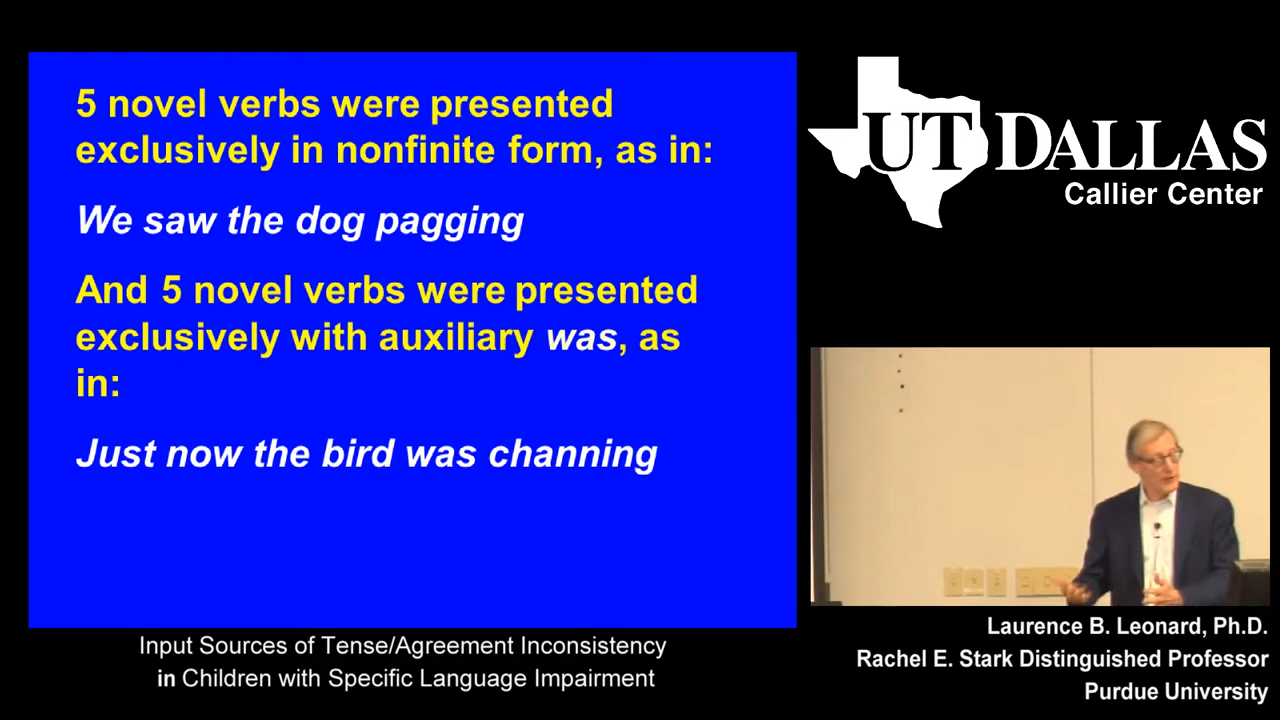 5 novel verbs were presented
exclusively in nonfinite form, as in:
We saw the dog pagging
And 5 novel verbs were presented
exclusively with auxiliary was, as
in:
Just now the bird was channing
UT DALLAS
Callier Center
Input Sources of Tense/Agreement Inconsistency
in Children with Specific Language Impairment
Laurence B. Leonard, Ph.D.
Rachel E. Stark Distinguished Professor
Purdue University